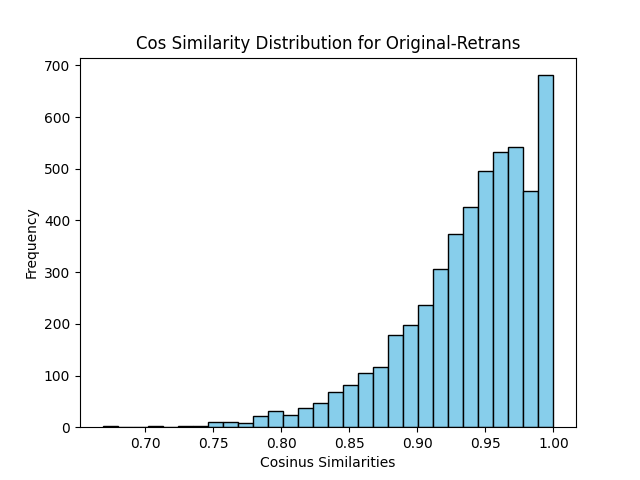 Cos Similarity Distribution for Original-Retrans
700
600
500
400
300
200
100
0
Frequency
0.70 0.75 0.80 0.85 0.90 0.95 1.00
Cosinus Similarities